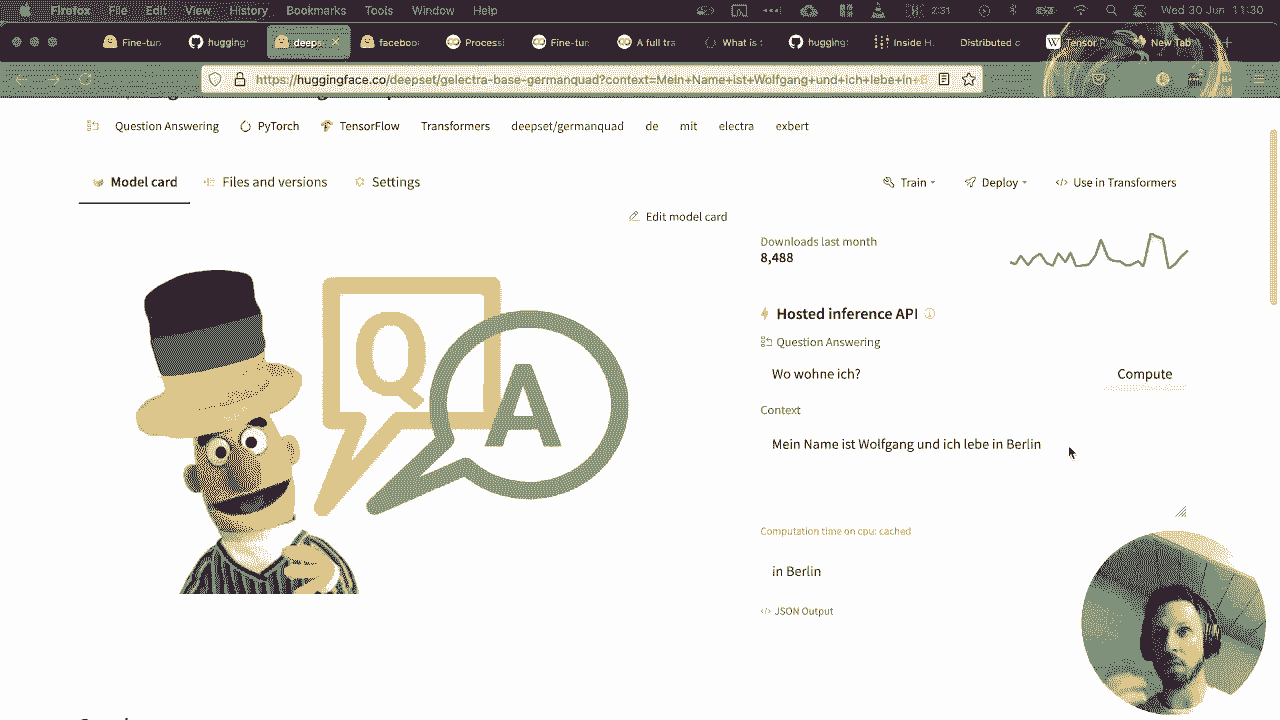 Firefox File Edit View History Bookmarks Tools Window Help 2:31 Wed 30 Jun 11:30
Fine-tun hugging deeps faceboo Processi Fine-tun A full tra What is hugging Inside H. Distributed c Tensor New Tab
https://huggingface.co/deepset/gelectra-base-germanquad?context=Mein+Name+ist+Wolfgang+und+ich+lebe+in+B
Question Answering PyTorch TensorFlow Transformers deepset/germanquad de mit electra exbert
Model card Files and versions Settings Train Deploy Use in Transformers
Edit model card
Downloads last month
8,488
Hosted inference API
Question Answering
Wo wohne ich? Compute
Context
Mein Name ist Wolfgang und ich lebe in Berlin
Computation time on cpu: cached
in Berlin
JSON Output
Q
A